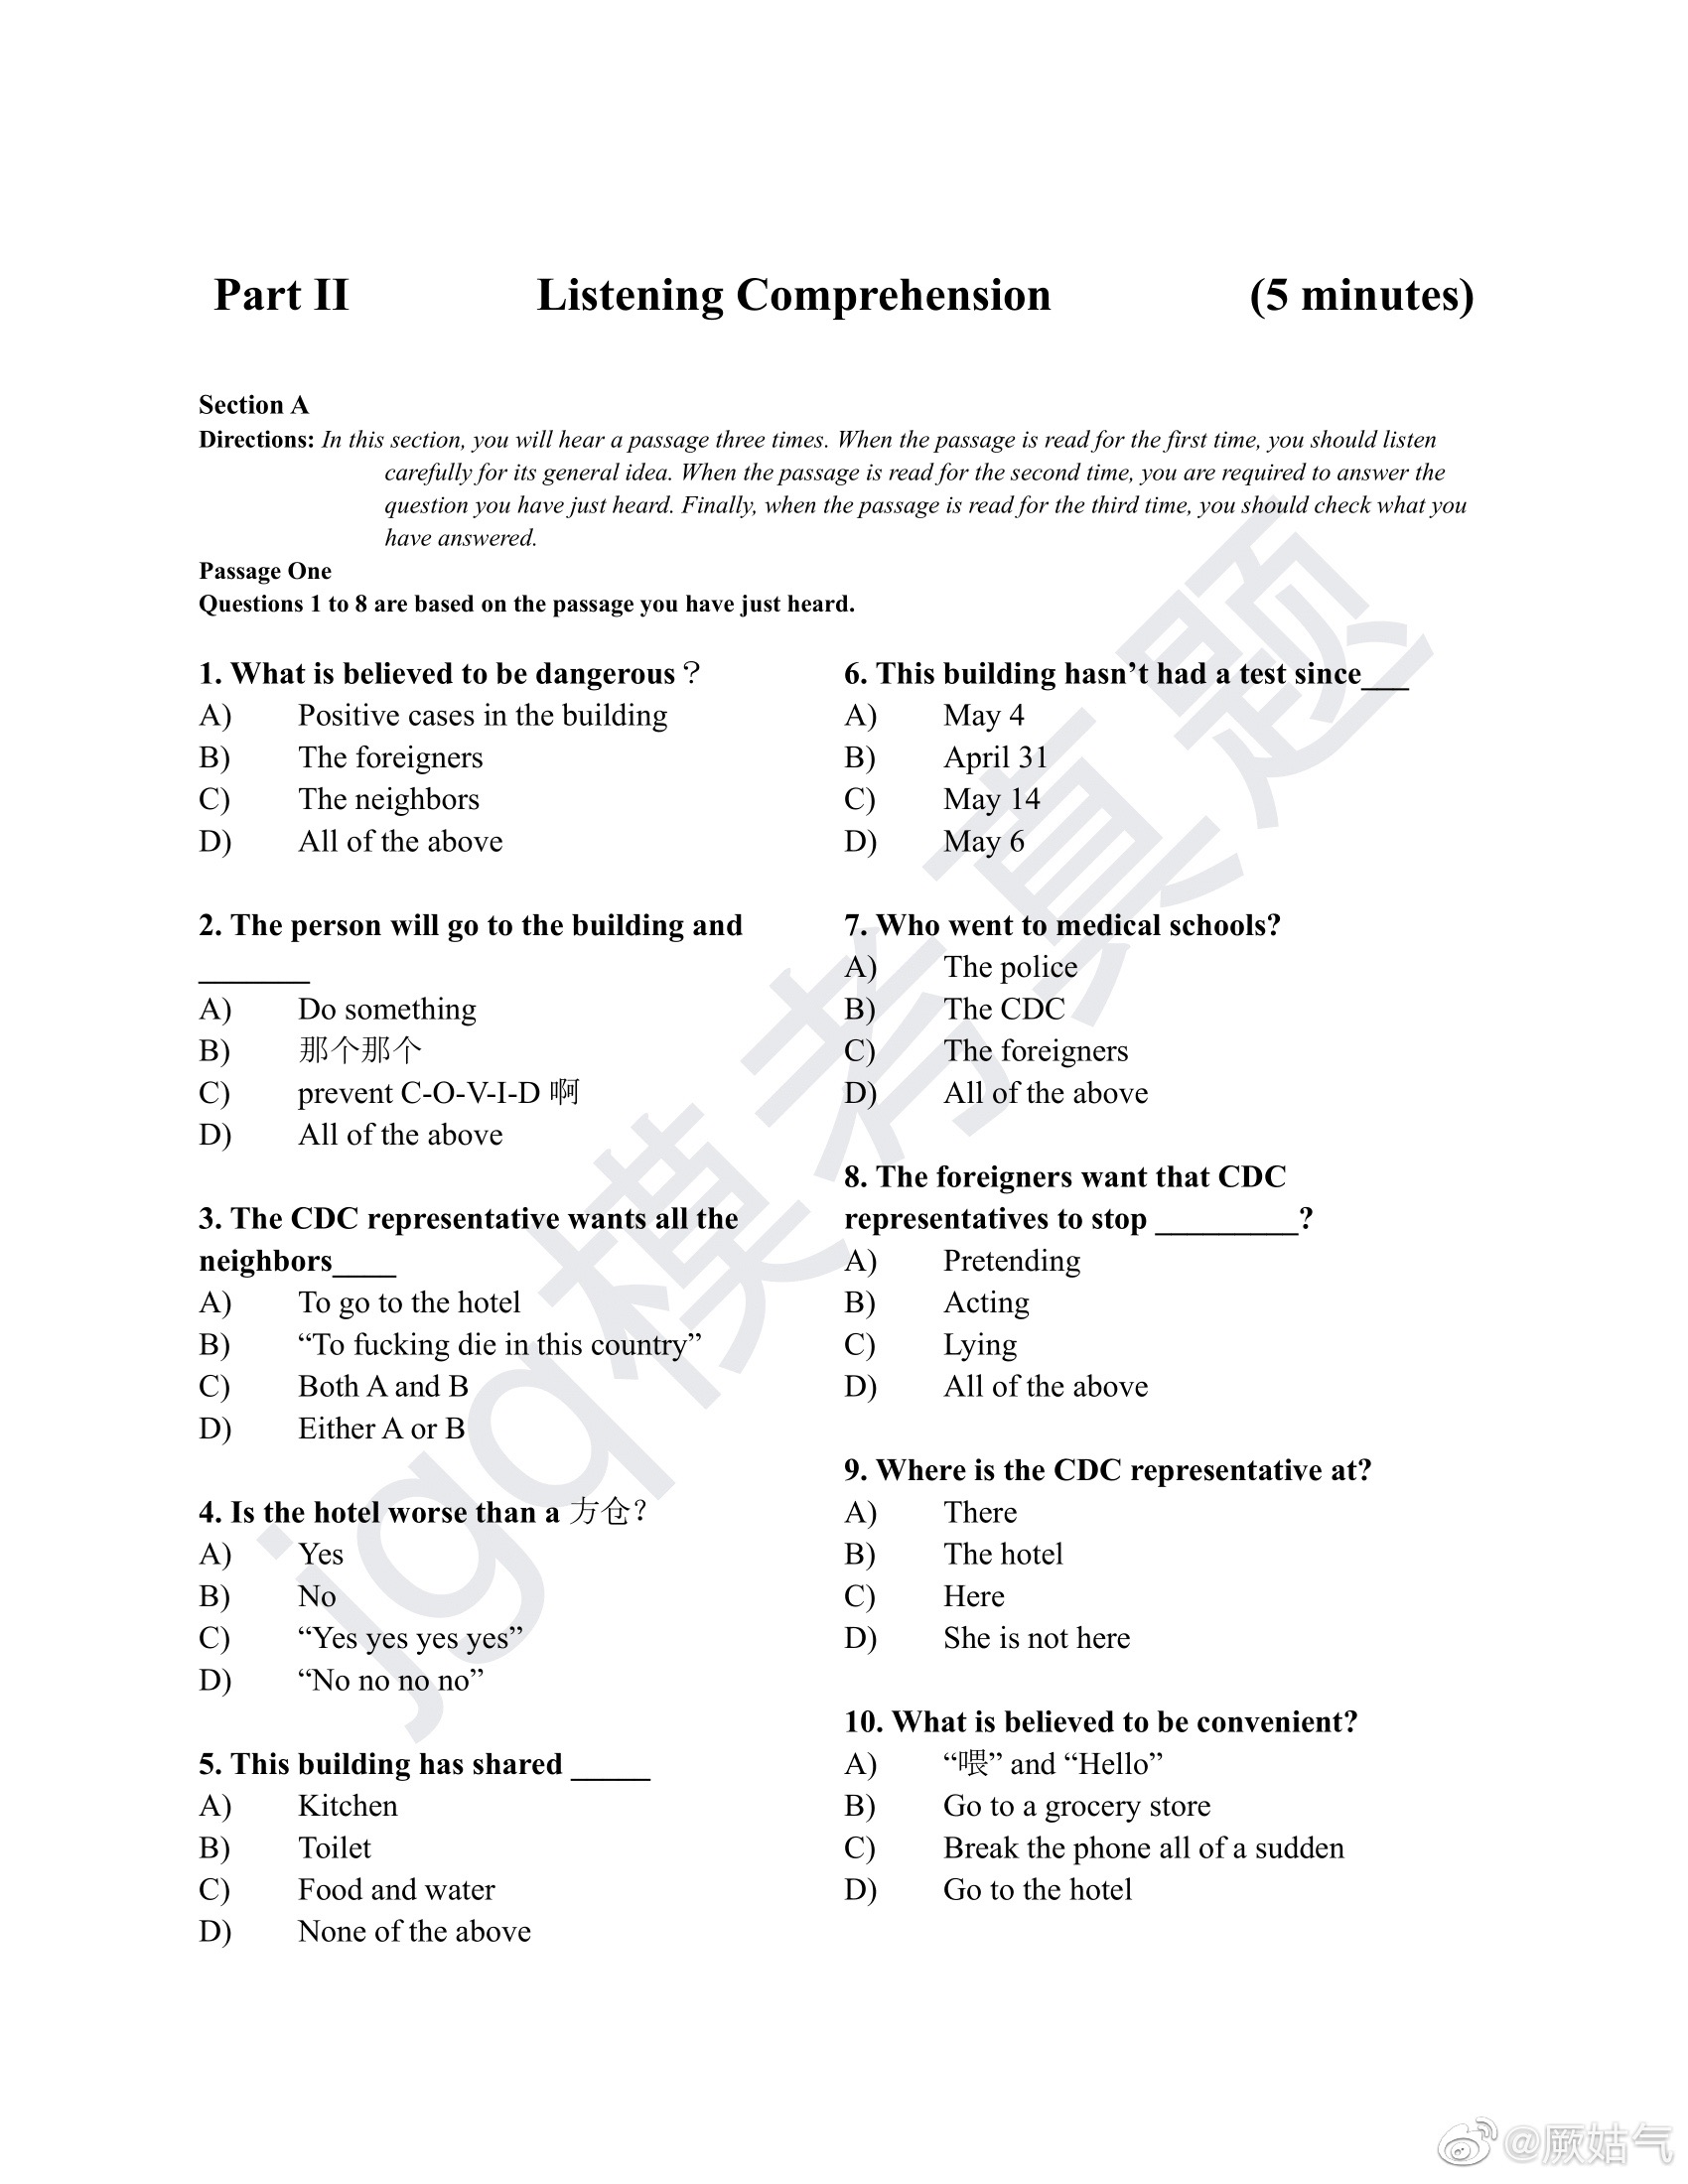 Part II Listening Comprehension (5 minutes)
Section A
Directions: In this section, you will hear a passage three times. When the passage is read for the first time, you should listen
carefully for its general idea. When the passage is read for the second time, you are required to answer the
question you have just heard. Finally, when the passage is read for the third time, you should check what you
have answered.
Passage One
Questions 1 to 8 are based on the passage you have just heard.
1. What is believed to be dangerous？
A) Positive cases in the building
B) The foreigners
C) The neighbors
D) All of the above
2. The person will go to the building and
_______
A) Do something
B) 那个那个
C) prevent C-O-V-I-D 啊
D) All of the above
3. The CDC representative wants all the
neighbors____
A) To go to the hotel
B) “To fucking die in this country”
C) Both A and B
D) Either A or B
4. Is the hotel worse than a 方仓?
A) Yes
B) No
C) “Yes yes yes yes”
D) “No no no no”
5. This building has shared _____
A) Kitchen
B) Toilet
C) Food and water
D) None of the above
6. This building hasn’t had a test since___
A) May 4
B) April 31
C) May 14
D) May 6
7. Who went to medical schools?
A) The police
B) The CDC
C) The foreigners
D) All of the above
8. The foreigners want that CDC
representatives to stop _________?
A) Pretending
B) Acting
C) Lying
D) All of the above
9. Where is the CDC representative at?
A) There
B) The hotel
C) Here
D) She is not here
10. What is believed to be convenient?
A) “喂” and “Hello”
B) Go to a grocery store
C) Break the phone all of a sudden
D) Go to the hotel
jgq模考真题
@厥姑气